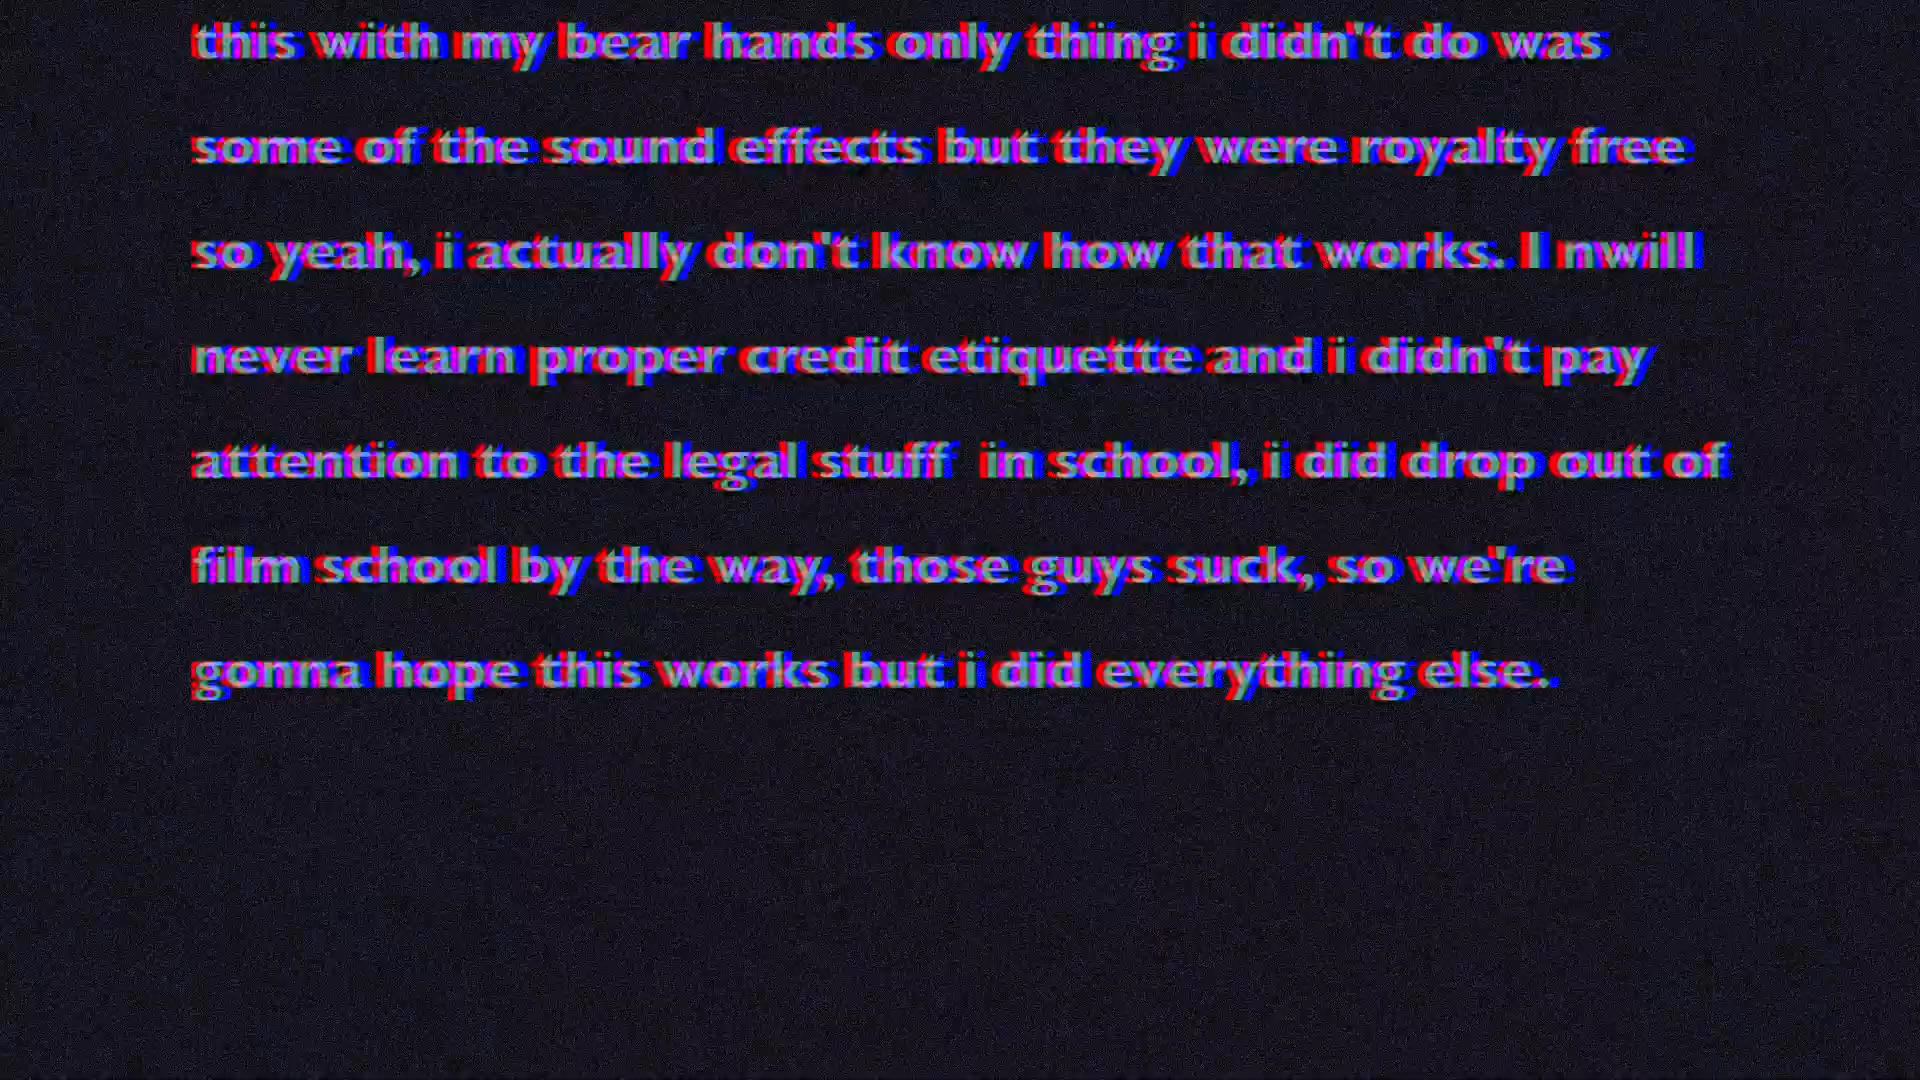 this with my bear hands only thing i didn't do was
some of the sound effects but they were royalty free
so yeah, i actually don't know how that works. I nwill
never learn proper credit etiquette and i didn't pay
attention to the legal stuff  in school, i did drop out of
film school by the way, those guys suck, so we're
gonna hope this works but i did everything else.